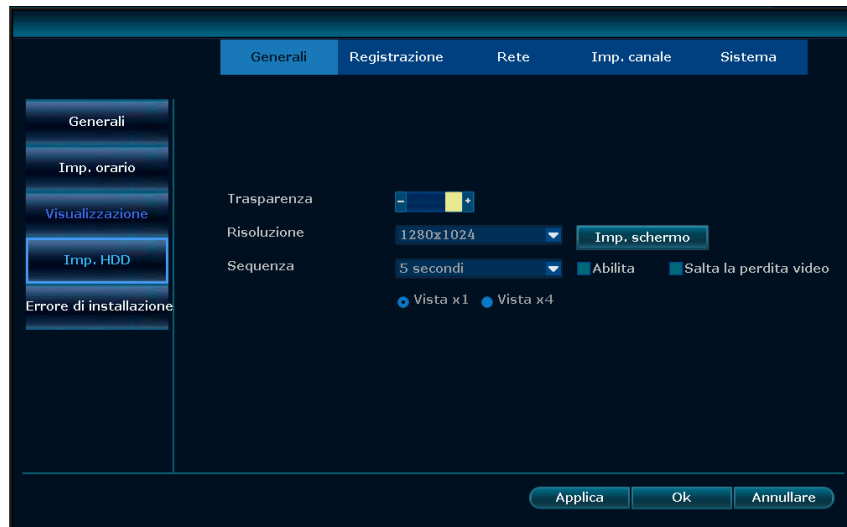 Generali Registrazione Rete Imp. canale Sistema
Generali
Imp. orario
Visualizzazione
Imp. HDD
Errore di installazione
Trasparenza - +
Risoluzione 1280x1024 Imp. schermo
Sequenza 5 secondi Abilita Salta la perdita video
Vista x1 Vista x4
Applica Ok Annullare